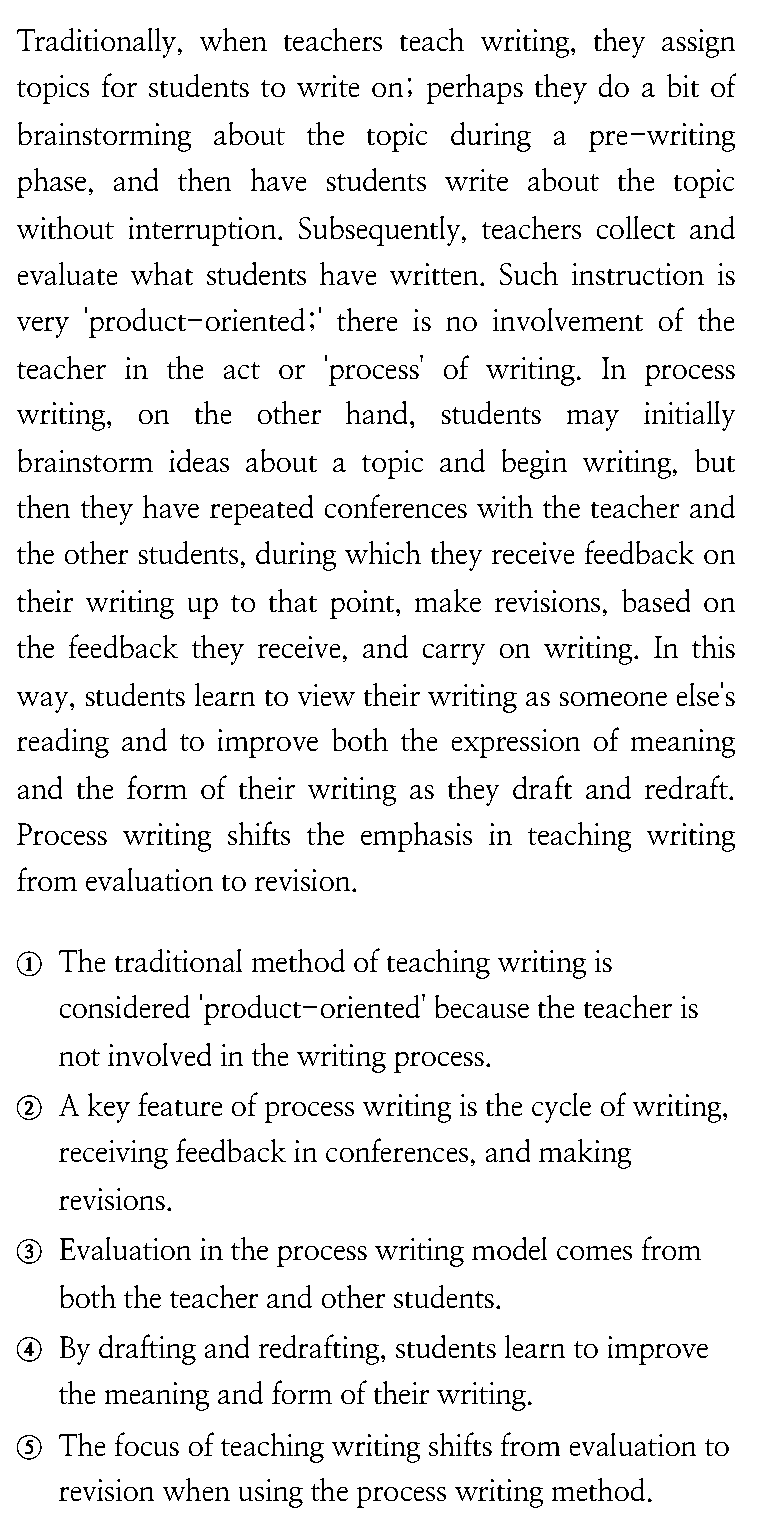 Traditionally, when teachers teach writing, they assign
topics for students to write on; perhaps they do a bit of
brainstorming about the topic during a pre-writing
phase, and then have students write about the topic
without interruption. Subsequently, teachers collect and
evaluate what students have written. Such instruction is
very 'product-oriented;' there is no involvement of the
teacher in the act or 'process' of writing. In process
writing, on the other hand, students may initially
brainstorm ideas about a topic and begin writing, but
then they have repeated conferences with the teacher and
the other students, during which they receive feedback on
their writing up to that point, make revisions, based on
the feedback they receive, and carry on writing. In this
way, students learn to view their writing as someone else's
reading and to improve both the expression of meaning
and the form of their writing as they draft and redraft.
Process writing shifts the emphasis in teaching writing
from evaluation to revision.
① The traditional method of teaching writing is
considered 'product-oriented' because the teacher is
not involved in the writing process.
② A key feature of process writing is the cycle of writing,
receiving feedback in conferences, and making
revisions.
③ Evaluation in the process writing model comes from
both the teacher and other students.
④ By drafting and redrafting, students learn to improve
the meaning and form of their writing.
⑤ The focus of teaching writing shifts from evaluation to
revision when using the process writing method.